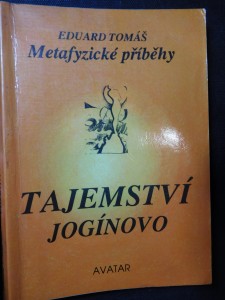 EDUARD TOMÁŠ
Metafyzické příběhy
TAJEMSTVÍ
JOGÍNOVO
AVATAR